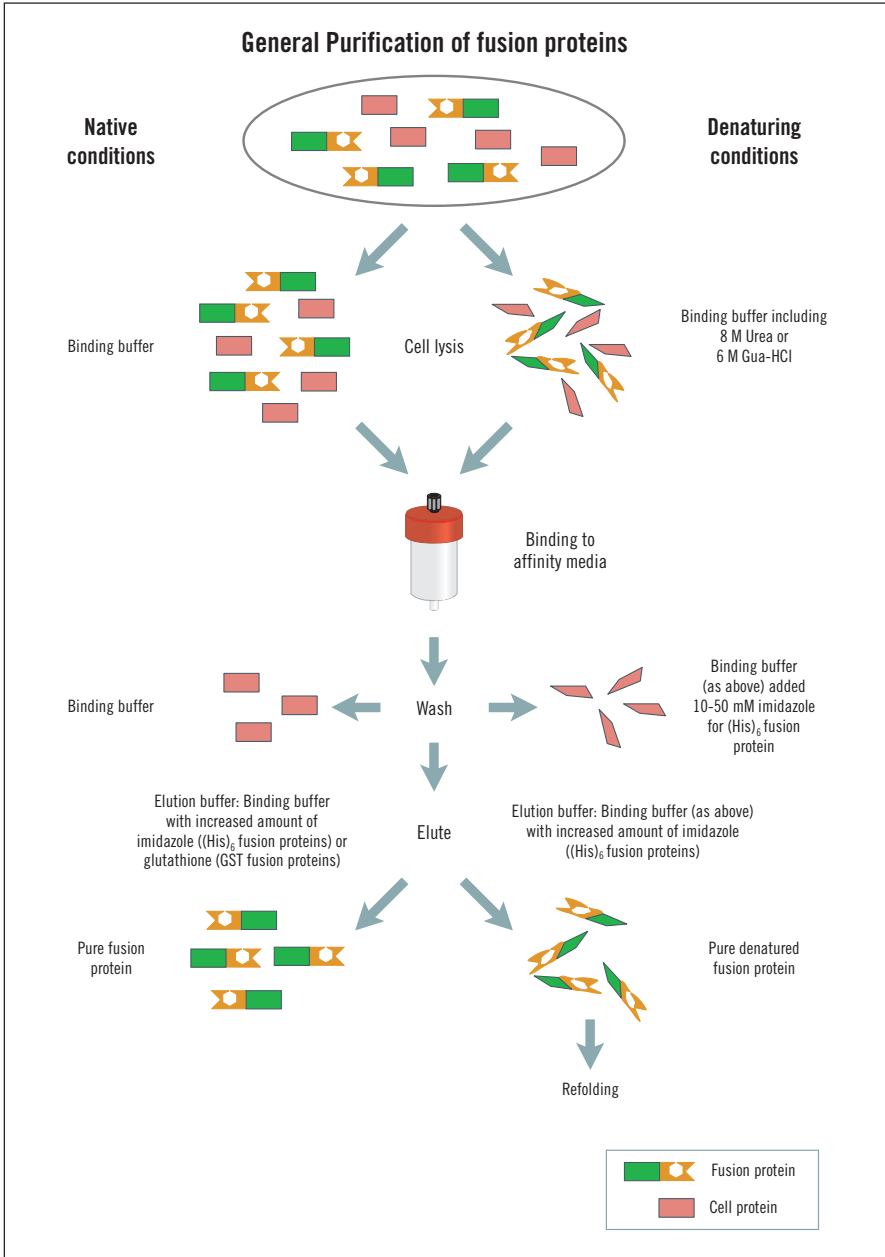 General Purification of fusion proteins
Native
conditions
Denaturing
conditions
Binding buffer
Cell lysis
Binding buffer including
8 M Urea or
6 M Gua-HCl
Binding to
affinity media
Binding buffer
Wash
Binding buffer
(as above) added
10-50 mM imidazole
for (His)₆ fusion
protein
Elution buffer: Binding buffer
with increased amount of
imidazole ((His)₆ fusion proteins) or
glutathione (GST fusion proteins)
Elute
Elution buffer: Binding buffer (as above)
with increased amount of imidazole
((His)₆ fusion proteins)
Pure fusion
protein
Pure denatured
fusion protein
Refolding
Fusion protein
Cell protein